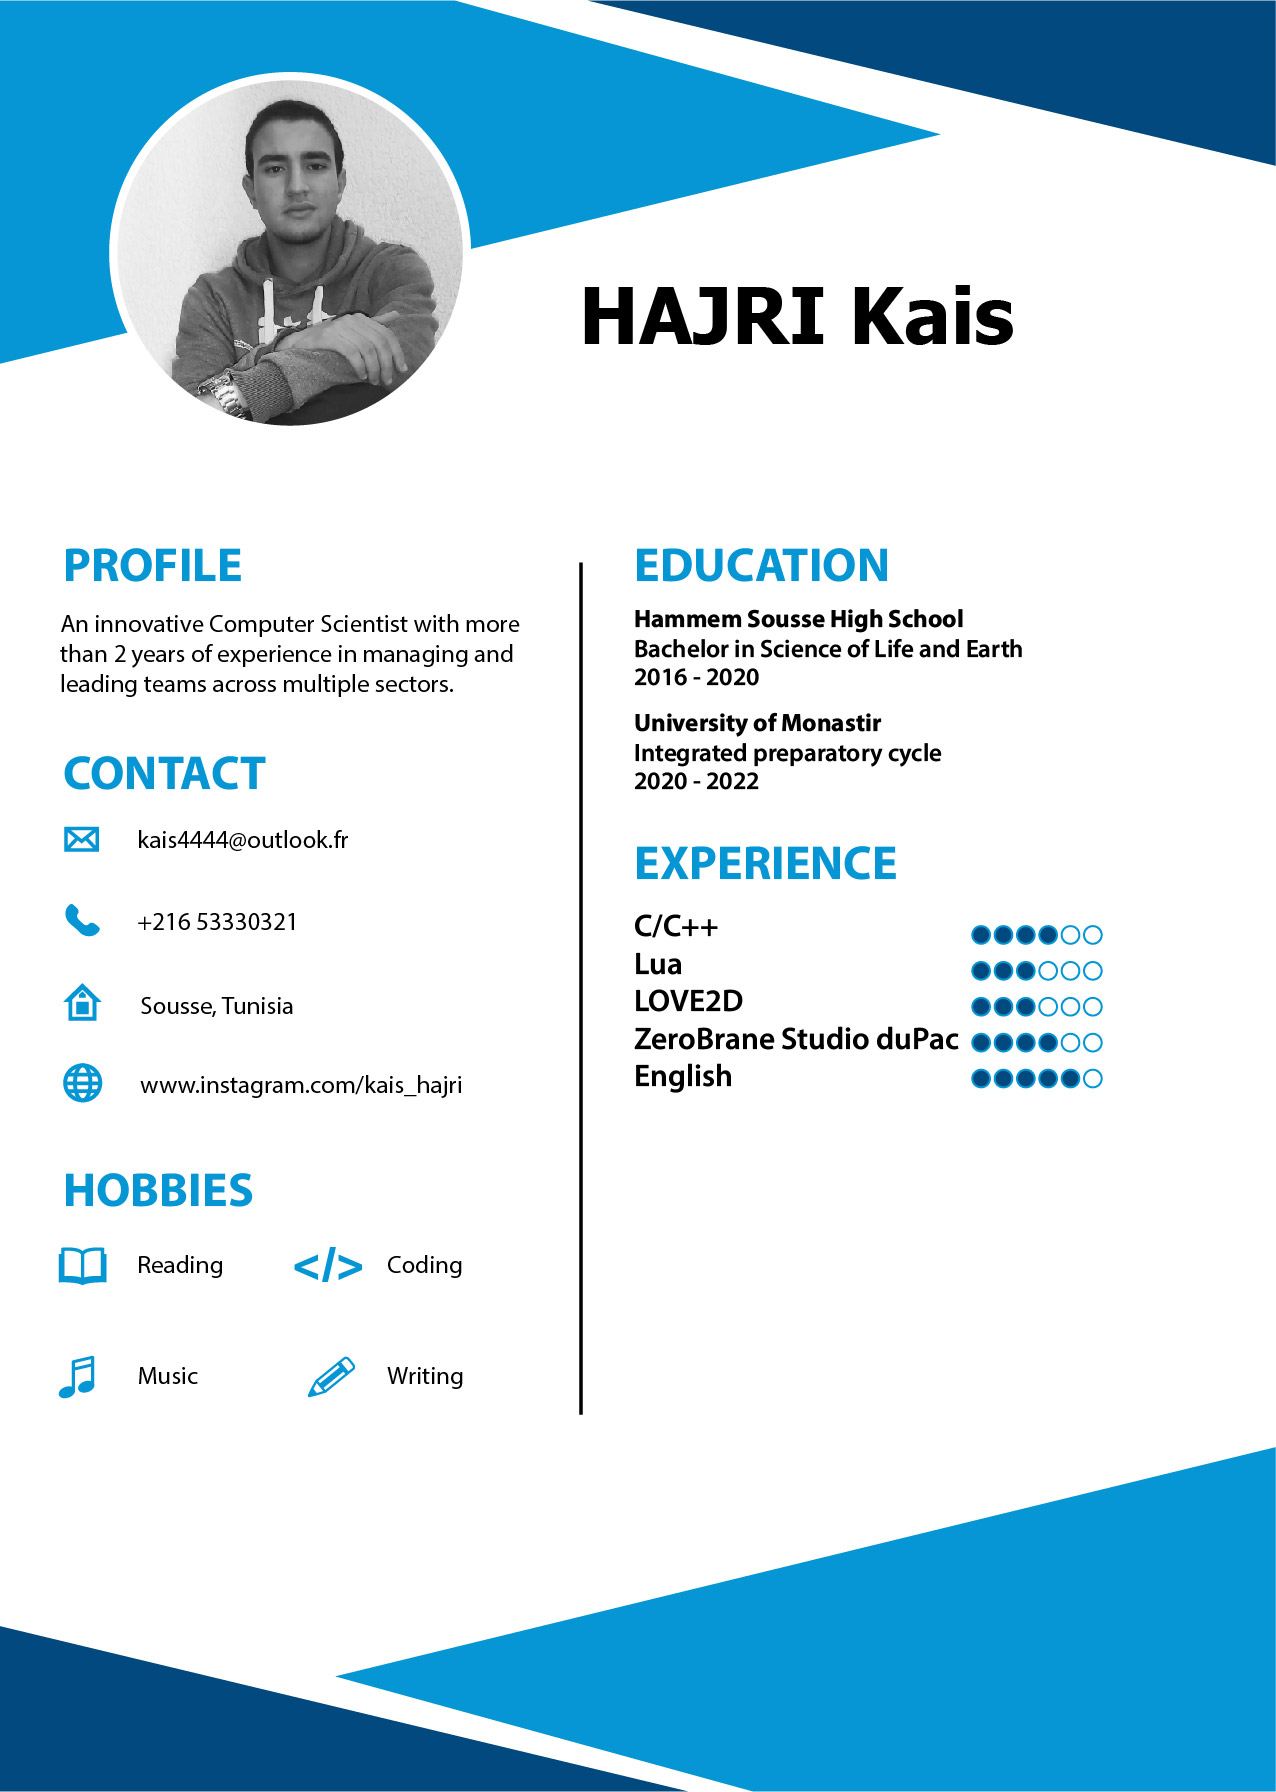 HAJRI Kais
PROFILE
An innovative Computer Scientist with more
than 2 years of experience in managing and
leading teams across multiple sectors.
CONTACT
kais4444@outlook.fr
+216 53330321
Sousse, Tunisia
www.instagram.com/kais_hajri
HOBBIES
Reading
</> Coding
Music
Writing
EDUCATION
Hammem Sousse High School
Bachelor in Science of Life and Earth
2016 - 2020
University of Monastir
Integrated preparatory cycle
2020 - 2022
EXPERIENCE
C/C++
Lua
LOVE2D
ZeroBrane Studio duPac
English